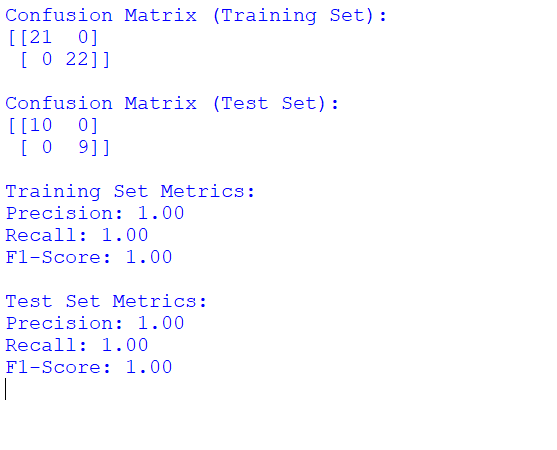 Confusion Matrix (Training Set):
[[21  0]
 [ 0 22]]
Confusion Matrix (Test Set):
[[10  0]
 [ 0  9]]
Training Set Metrics:
Precision: 1.00
Recall: 1.00
F1-Score: 1.00
Test Set Metrics:
Precision: 1.00
Recall: 1.00
F1-Score: 1.00